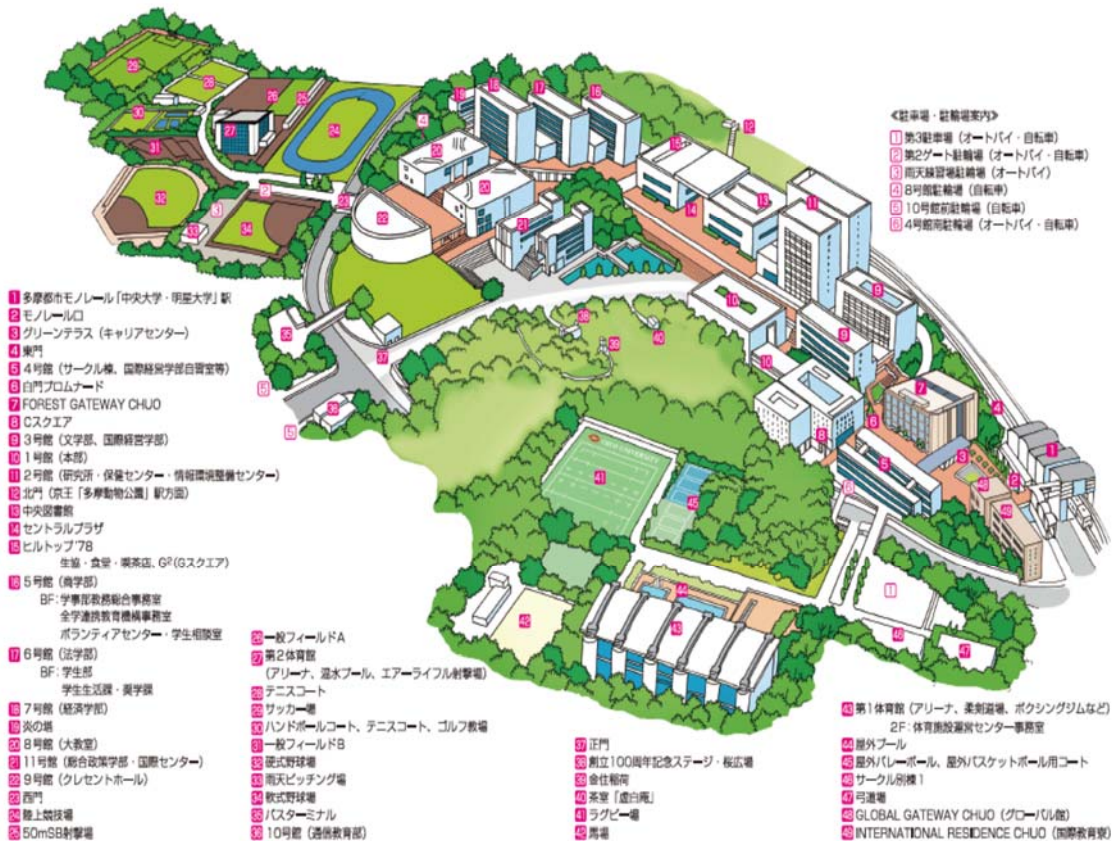 《駐車場・駐輪場案内》
1 第3駐車場（オートバイ・自転車）
2 第2ゲート駐輪場（オートバイ・自転車）
3 雨天練習場駐輪場（オートバイ）
4 8号館駐輪場（自転車）
5 10号館前駐輪場（自転車）
6 4号館南駐輪場（オートバイ・自転車）
1 多摩都市モノレール「中央大学・明星大学」駅
2 モノレール口
3 グリーンテラス（キャリアセンター）
4 東門
5 4号館（サークル棟、国際経営学部自習室等）
6 白門プロムナード
7 FOREST GATEWAY CHUO
8 Cスクエア
9 3号館（文学部、国際経営学部）
10 1号館（本部）
11 2号館（研究所・保健センター・情報環境整備センター）
12 北門（京王「多摩動物公園」駅方面）
13 中央図書館
14 セントラルプラザ
15 ヒルトップ'78
生協・食堂・喫茶店、G²(Gスクエア)
16 5号館（商学部）
BF：学事部教務総合事務室
全学連携教育機構事務室
ボランティアセンター・学生相談室
17 6号館（法学部）
BF：学生部
学生生活課・奨学課
18 7号館（経済学部）
19 炎の塔
20 8号館（大教室）
21 11号館（総合政策学部・国際センター）
22 9号館（クレセントホール）
23 西門
24 陸上競技場
25 50mSB射撃場
26 一般フィールドA
27 第2体育館
（アリーナ、温水プール、エアーライフル射撃場）
28 テニスコート
29 サッカー場
30 ハンドボールコート、テニスコート、ゴルフ教場
31 一般フィールドB
32 硬式野球場
33 雨天ピッチング場
34 軟式野球場
35 バスターミナル
36 10号館（通信教育部）
37 正門
38 創立100周年記念ステージ・桜広場
39 金住稲荷
40 茶室「虚白庵」
41 ラグビー場
42 馬場
43 第1体育館（アリーナ、柔剣道場、ボクシングジムなど）
2F：体育施設運営センター事務室
44 屋外プール
45 屋外バレーボール、屋外バスケットボール用コート
46 サークル別棟1
47 弓道場
48 GLOBAL GATEWAY CHUO（グローバル館）
49 INTERNATIONAL RESIDENCE CHUO（国際教育寮）